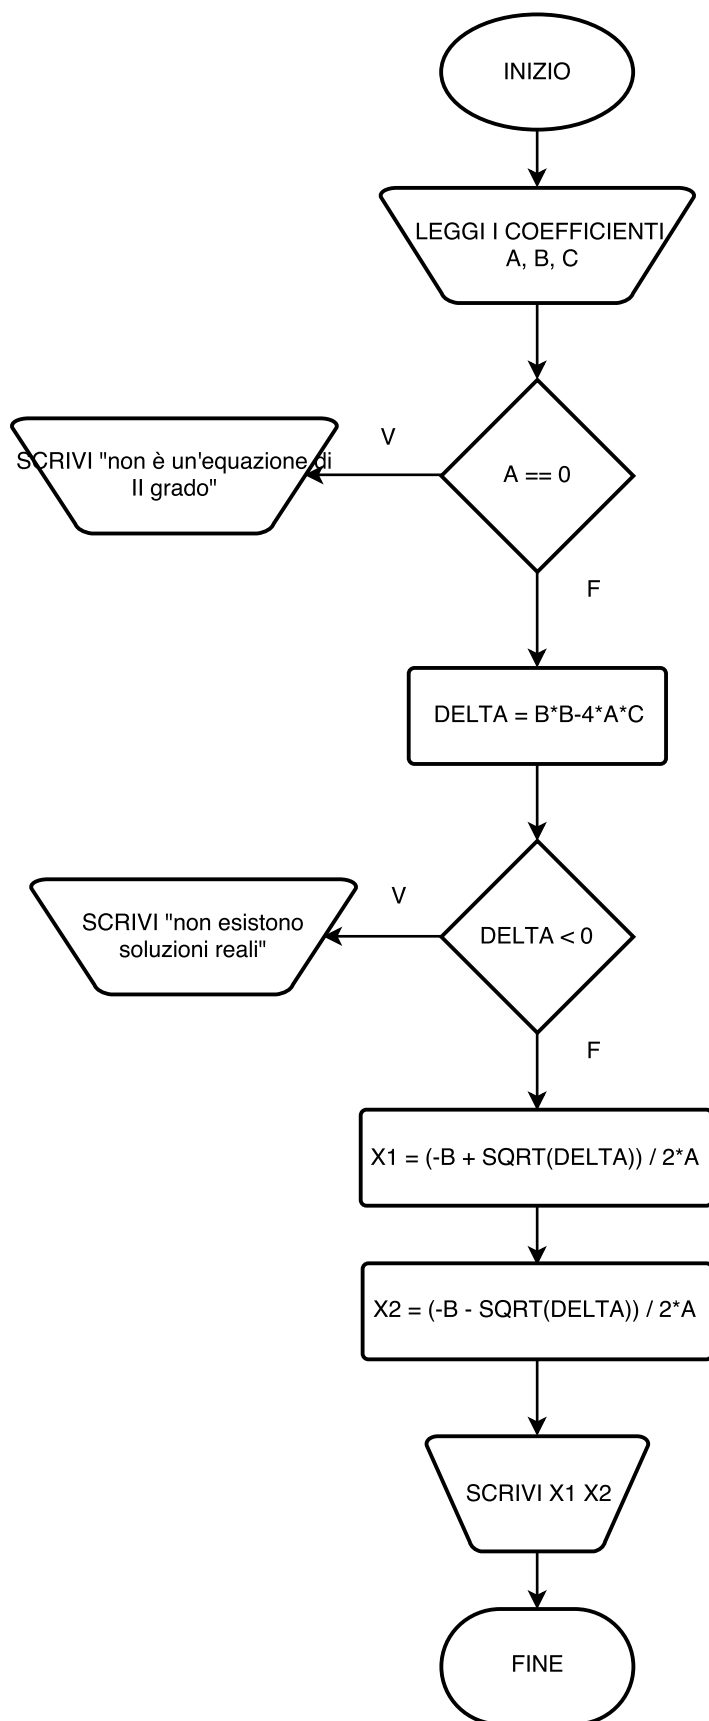 INIZIO
LEGGI I COEFFICIENTI
A, B, C
V
SCRIVI "non è un'equazione di
II grado"
A == 0
F
DELTA = B*B-4*A*C
V
SCRIVI "non esistono
soluzioni reali"
DELTA < 0
F
X1 = (-B + SQRT(DELTA)) / 2*A
X2 = (-B - SQRT(DELTA)) / 2*A
SCRIVI X1 X2
FINE